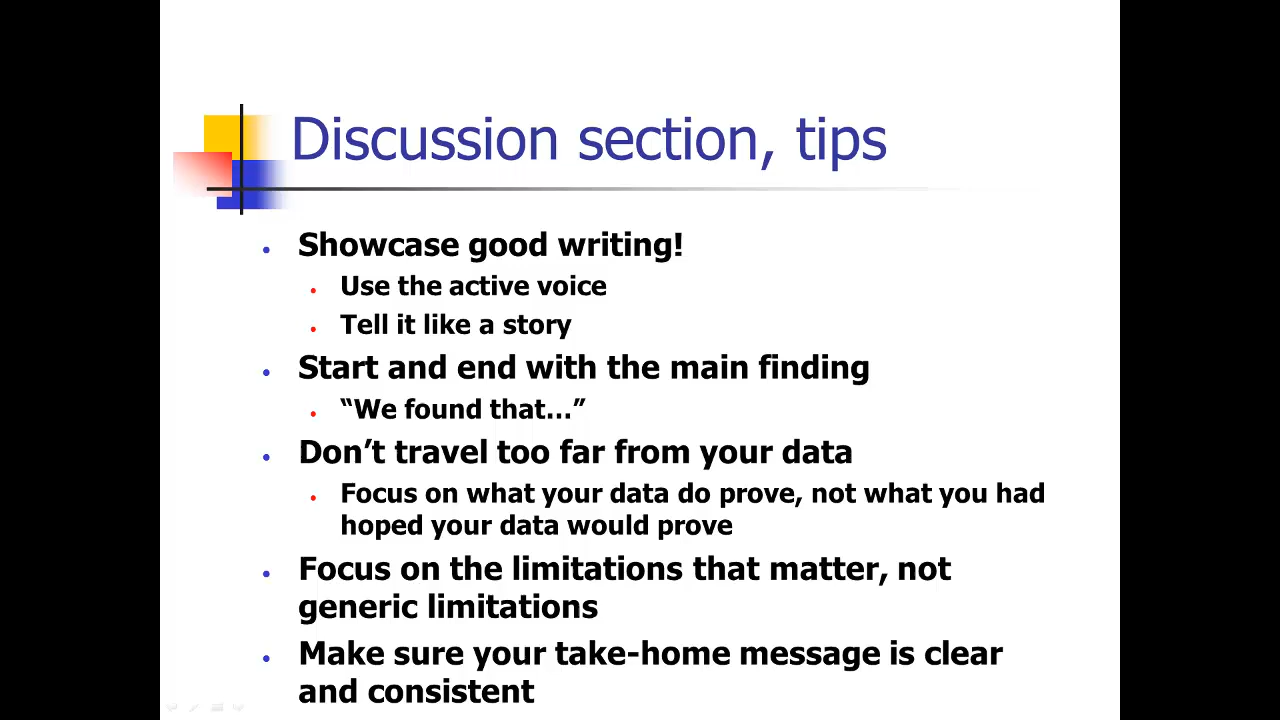 Discussion section, tips
• Showcase good writing!
• Use the active voice
• Tell it like a story
• Start and end with the main finding
• “We found that…”
• Don’t travel too far from your data
• Focus on what your data do prove, not what you had
hoped your data would prove
• Focus on the limitations that matter, not
generic limitations
• Make sure your take-home message is clear
and consistent